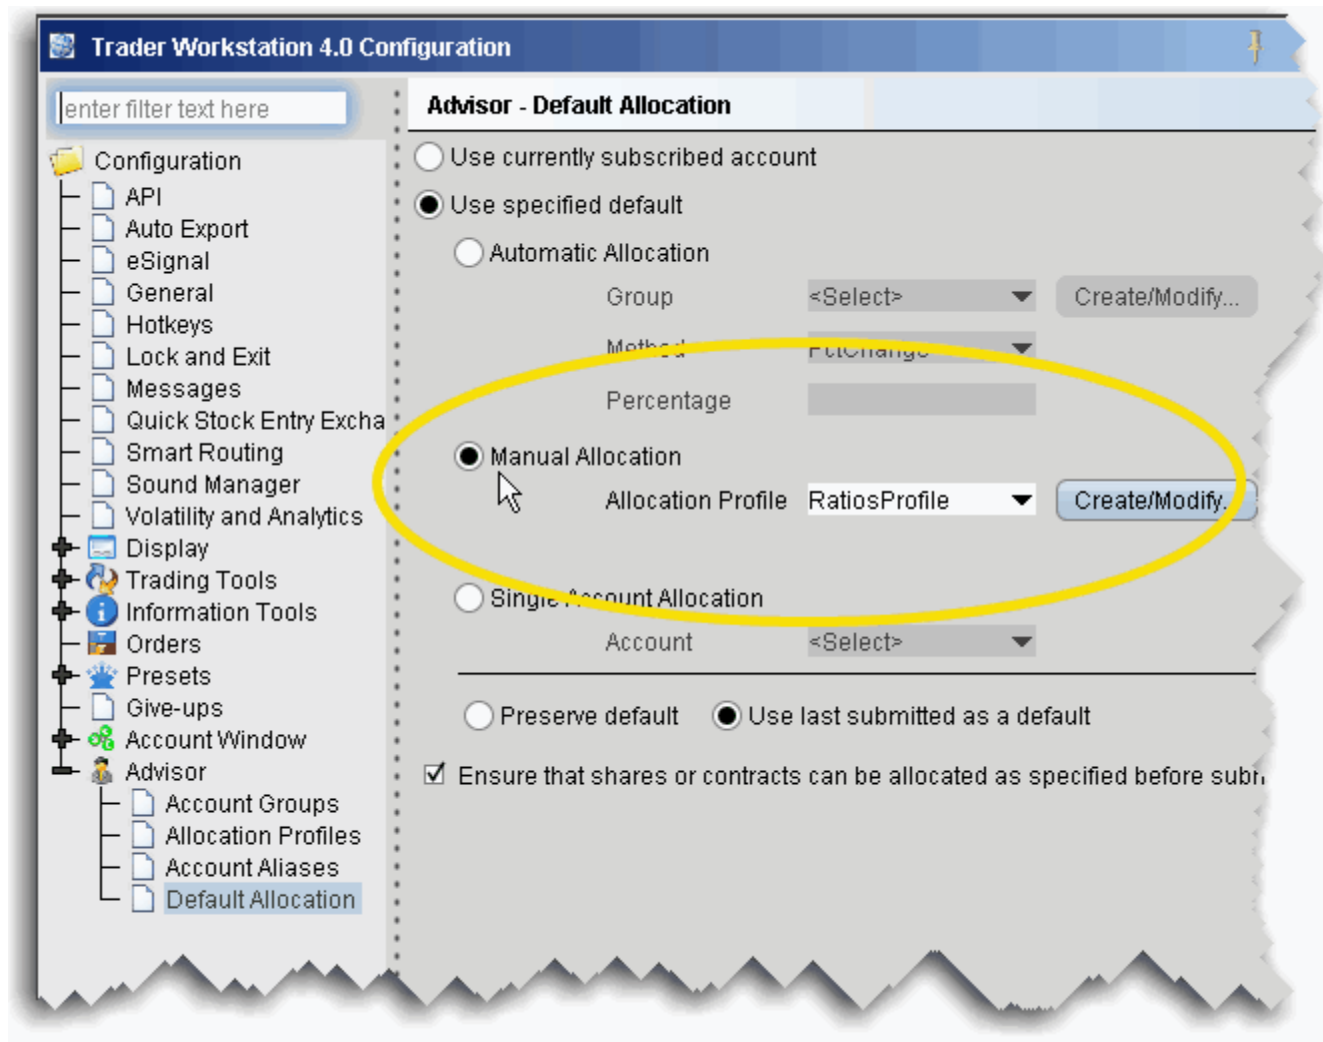 Trader Workstation 4.0 Configuration
enter filter text here
Configuration
API
Auto Export
eSignal
General
Hotkeys
Lock and Exit
Messages
Quick Stock Entry Excha
Smart Routing
Sound Manager
Volatility and Analytics
Display
Trading Tools
Information Tools
Orders
Presets
Give-ups
Account Window
Advisor
Account Groups
Allocation Profiles
Account Aliases
Default Allocation
Advisor - Default Allocation
Use currently subscribed account
Use specified default
Automatic Allocation
Group <Select> Create/Modify...
Method PctChange
Percentage
Manual Allocation
Allocation Profile RatiosProfile Create/Modify...
Single Account Allocation
Account <Select>
Preserve default Use last submitted as a default
Ensure that shares or contracts can be allocated as specified before